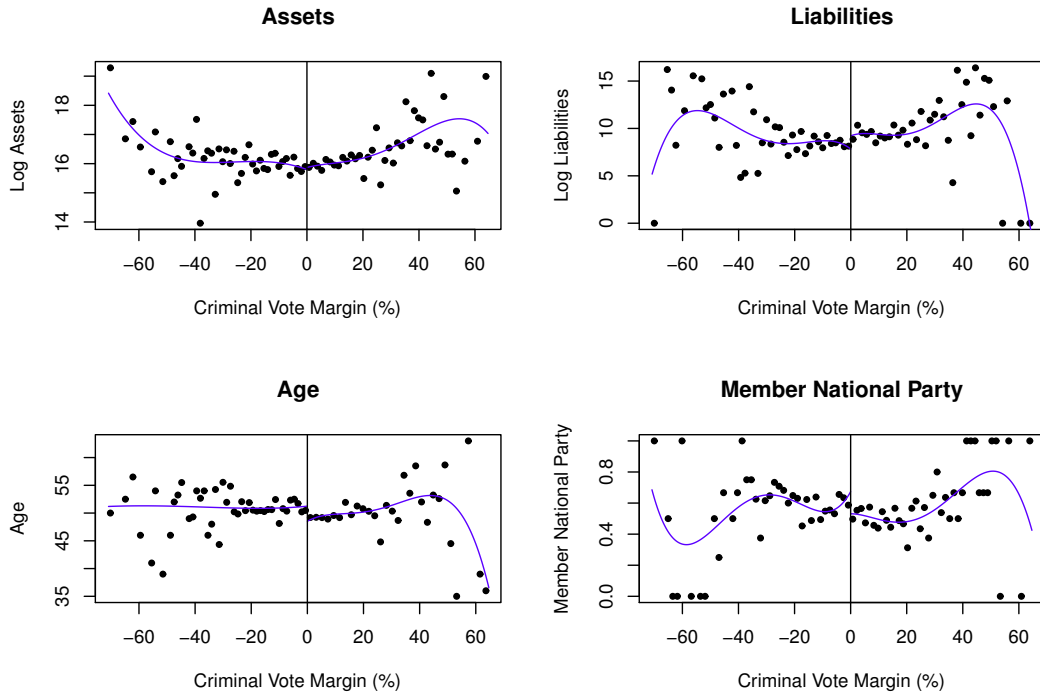 Assets
Log Assets
14 16 18
−60 −40 −20 0 20 40 60
Criminal Vote Margin (%)
Liabilities
Log Liabilities
0 5 10 15
−60 −40 −20 0 20 40 60
Criminal Vote Margin (%)
Age
Age
35 45 55
−60 −40 −20 0 20 40 60
Criminal Vote Margin (%)
Member National Party
Member National Party
0.0 0.4 0.8
−60 −40 −20 0 20 40 60
Criminal Vote Margin (%)